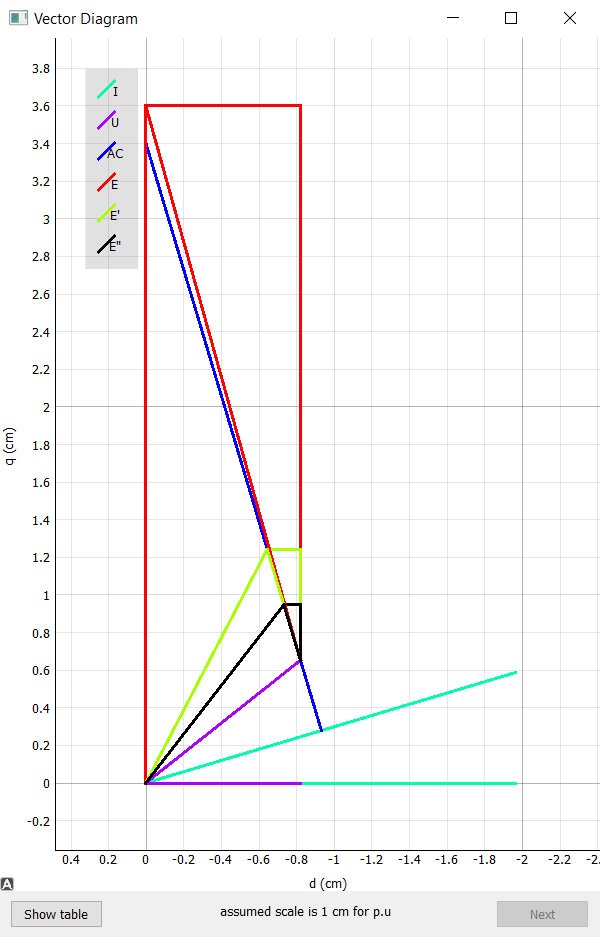 Vector Diagram
3.8
3.6
3.4
3.2
3
2.8
2.6
2.4
2.2
2
1.8
1.6
1.4
1.2
1
0.8
0.6
0.4
0.2
0
-0.2
I
U
AC
E
E'
E"
q (cm)
0.4 0.2 0 -0.2 -0.4 -0.6 -0.8 -1 -1.2 -1.4 -1.6 -1.8 -2 -2.2 -2.
d (cm)
A
Show table
assumed scale is 1 cm for p.u
Next